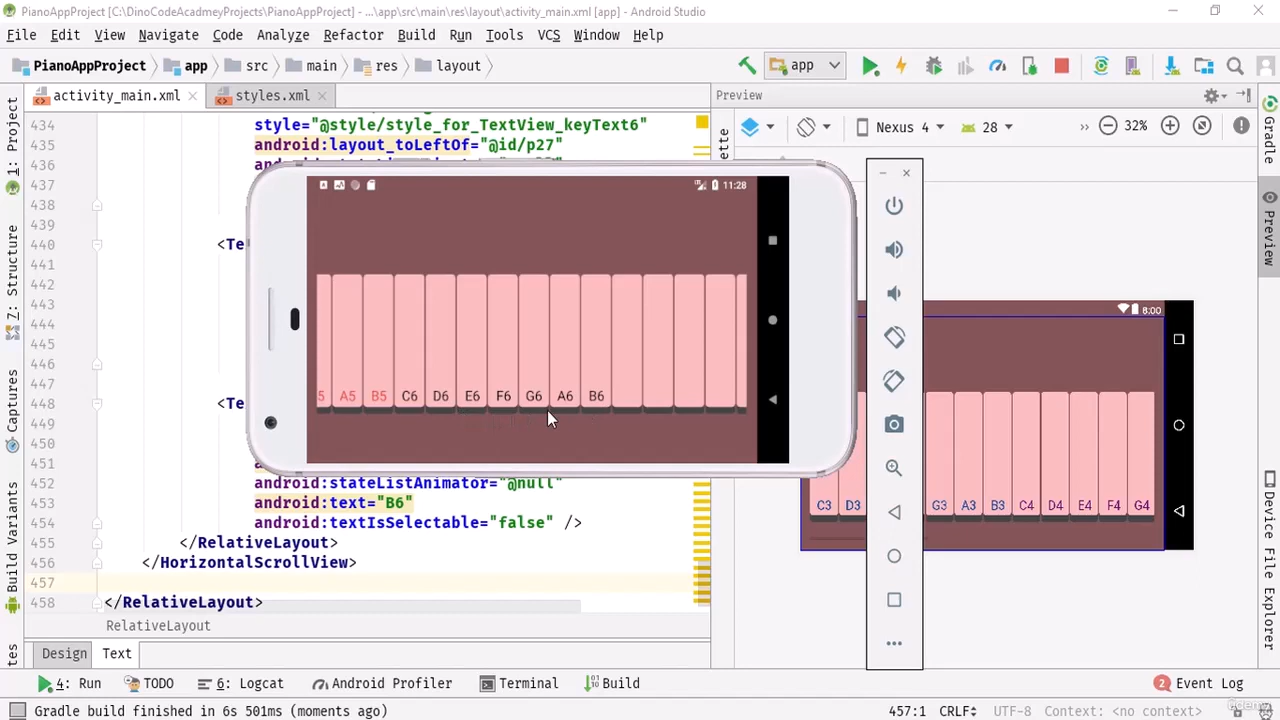 PianoAppProject [C:\DinoCodeAcadmeyProjects\PianoAppProject] - ...\app\src\main\res\layout\activity_main.xml [app] - Android Studio
File Edit View Navigate Code Analyze Refactor Build Run Tools VCS Window Help
PianoAppProject app src main res layout app
activity_main.xml styles.xml Preview
Nexus 4 28 32%
1: Project
7: Structure
Captures
Build Variants
Gradle
Preview
Device File Explorer
434 style="@style/style_for_TextView_keyText6"
435 android:layout_toLeftOf="@id/p27"
436
437
438
439
440 <Te
441
442
443
444
445
446
447
448 <Te
449
450
451
452 android:stateListAnimator="@null"
453 android:text="B6"
454 android:textIsSelectable="false" />
455 </RelativeLayout>
456 </HorizontalScrollView>
457
458 </RelativeLayout>
11:28
5 A5 B5 C6 D6 E6 F6 G6 A6 B6
8:00
C3 D3 G3 A3 B3 C4 D4 E4 F4 G4
RelativeLayout
Design Text
4: Run TODO 6: Logcat Android Profiler Terminal Build 2 Event Log
Gradle build finished in 6s 501ms (moments ago) 457:1 CRLF UTF-8 Context: <no context>